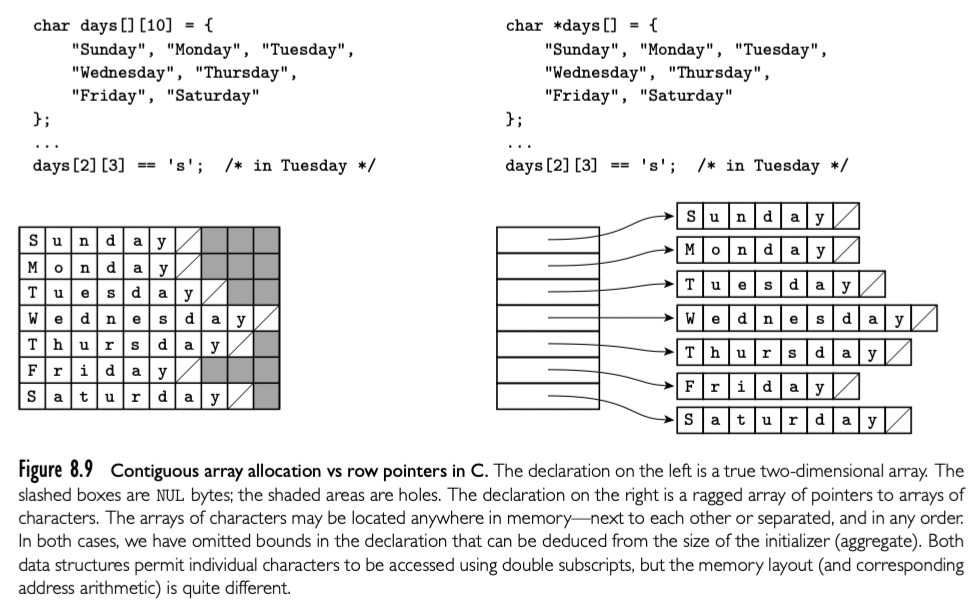 char days[][10] = {
    "Sunday", "Monday", "Tuesday",
    "Wednesday", "Thursday",
    "Friday", "Saturday"
};
...
days[2][3] == 's';  /* in Tuesday */
char *days[] = {
    "Sunday", "Monday", "Tuesday",
    "Wednesday", "Thursday",
    "Friday", "Saturday"
};
...
days[2][3] == 's';  /* in Tuesday */
S u n d a y
M o n d a y
T u e s d a y
W e d n e s d a y
T h u r s d a y
F r i d a y
S a t u r d a y
S u n d a y
M o n d a y
T u e s d a y
W e d n e s d a y
T h u r s d a y
F r i d a y
S a t u r d a y
Figure 8.9 Contiguous array allocation vs row pointers in C. The declaration on the left is a true two-dimensional array. The
slashed boxes are NUL bytes; the shaded areas are holes. The declaration on the right is a ragged array of pointers to arrays of
characters. The arrays of characters may be located anywhere in memory—next to each other or separated, and in any order.
In both cases, we have omitted bounds in the declaration that can be deduced from the size of the initializer (aggregate). Both
data structures permit individual characters to be accessed using double subscripts, but the memory layout (and corresponding
address arithmetic) is quite different.